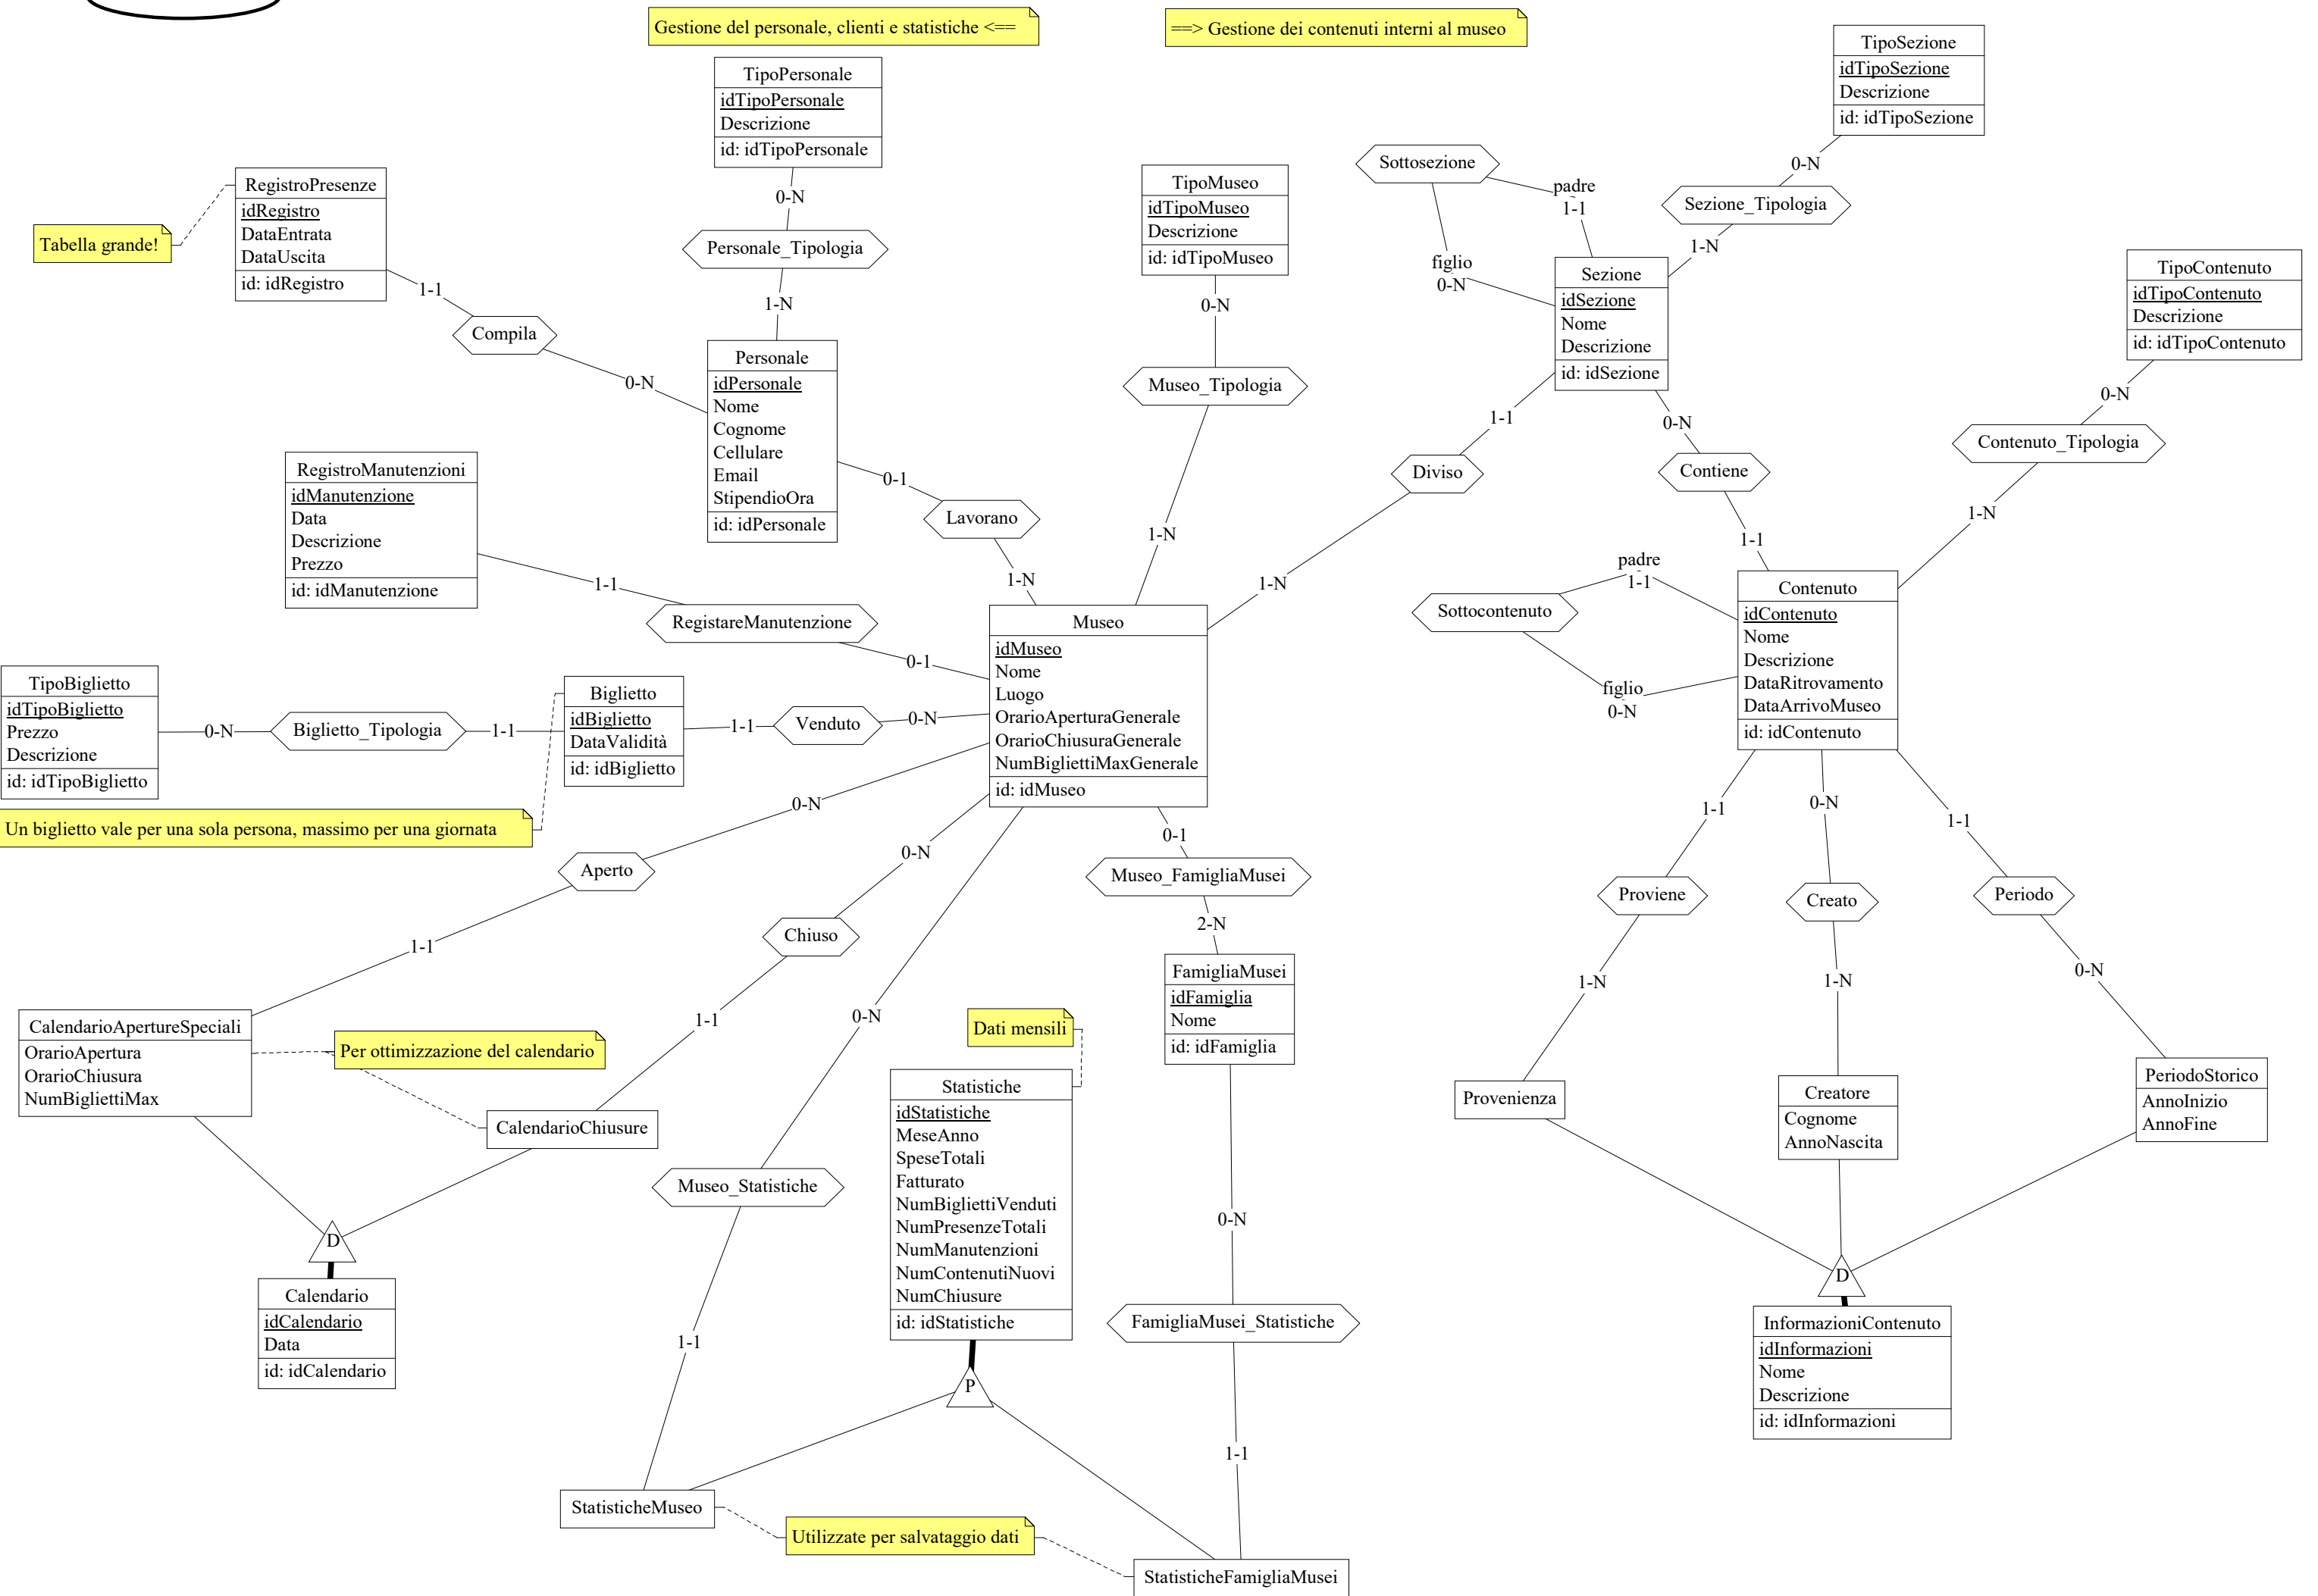 Gestione del personale, clienti e statistiche <==
==> Gestione dei contenuti interni al museo
TipoSezione
idTipoSezione
Descrizione
id: idTipoSezione
TipoPersonale
idTipoPersonale
Descrizione
id: idTipoPersonale
0-N
Personale_Tipologia
1-N
RegistroPresenze
idRegistro
DataEntrata
DataUscita
id: idRegistro
Tabella grande!
1-1
Compila
0-N
TipoMuseo
idTipoMuseo
Descrizione
id: idTipoMuseo
0-N
Museo_Tipologia
1-N
Sottosezione
padre
1-1
figlio
0-N
0-N
Sezione_Tipologia
1-N
Sezione
idSezione
Nome
Descrizione
id: idSezione
TipoContenuto
idTipoContenuto
Descrizione
id: idTipoContenuto
0-N
Contenuto_Tipologia
1-N
Personale
idPersonale
Nome
Cognome
Cellulare
Email
StipendioOra
id: idPersonale
0-1
Lavorano
1-N
1-1
Diviso
1-N
0-N
Contiene
1-1
RegistroManutenzioni
idManutenzione
Data
Descrizione
Prezzo
id: idManutenzione
1-1
RegistareManutenzione
0-1
Museo
idMuseo
Nome
Luogo
OrarioAperturaGenerale
OrarioChiusuraGenerale
NumBigliettiMaxGenerale
id: idMuseo
padre
1-1
Sottocontenuto
figlio
0-N
Contenuto
idContenuto
Nome
Descrizione
DataRitrovamento
DataArrivoMuseo
id: idContenuto
TipoBiglietto
idTipoBiglietto
Prezzo
Descrizione
id: idTipoBiglietto
0-N
Biglietto_Tipologia
1-1
Biglietto
idBiglietto
DataValidità
id: idBiglietto
1-1
Venduto
0-N
Un biglietto vale per una sola persona, massimo per una giornata
0-N
Aperto
1-1
0-N
Chiuso
1-1
0-1
Museo_FamigliaMusei
2-N
FamigliaMusei
idFamiglia
Nome
id: idFamiglia
1-1
Proviene
1-N
0-N
Creato
1-N
1-1
Periodo
0-N
CalendarioApertureSpeciali
OrarioApertura
OrarioChiusura
NumBigliettiMax
Per ottimizzazione del calendario
CalendarioChiusure
0-N
Museo_Statistiche
1-1
Dati mensili
Statistiche
idStatistiche
MeseAnno
SpeseTotali
Fatturato
NumBigliettiVenduti
NumPresenzeTotali
NumManutenzioni
NumContenutiNuovi
NumChiusure
id: idStatistiche
Provenienza
Creatore
Cognome
AnnoNascita
PeriodoStorico
AnnoInizio
AnnoFine
D
Calendario
idCalendario
Data
id: idCalendario
0-N
FamigliaMusei_Statistiche
1-1
D
InformazioniContenuto
idInformazioni
Nome
Descrizione
id: idInformazioni
P
StatisticheMuseo
Utilizzate per salvataggio dati
StatisticheFamigliaMusei